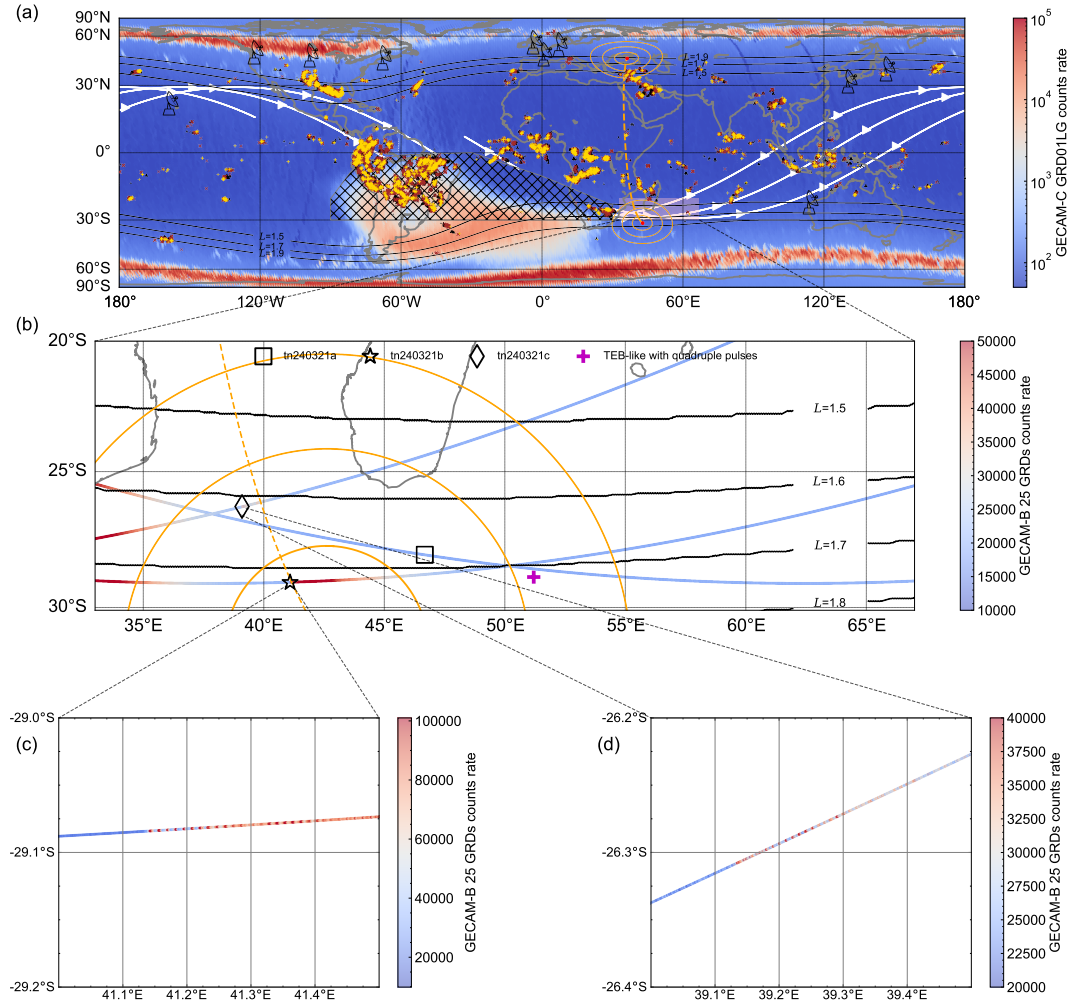 (a)
90°N
60°N
30°N
0°
30°S
60°S
90°S
180°
120°W
60°W
0°
60°E
120°E
180°
L=1.9
L=1.5
L=1.5
L=1.7
L=1.9
10^5
10^4
10^3
10^2
GECAM-C GRD01LG counts rate
(b)
20°S
25°S
30°S
35°E
40°E
45°E
50°E
55°E
60°E
65°E
tn240321a
tn240321b
tn240321c
TEB-like with quadruple pulses
L=1.5
L=1.6
L=1.7
L=1.8
50000
45000
40000
35000
30000
25000
20000
15000
10000
GECAM-B 25 GRDs counts rate
(c)
-29.0°S
-29.1°S
-29.2°S
41.1°E
41.2°E
41.3°E
41.4°E
100000
80000
60000
40000
20000
GECAM-B 25 GRDs counts rate
(d)
-26.2°S
-26.3°S
-26.4°S
39.1°E
39.2°E
39.3°E
39.4°E
40000
37500
35000
32500
30000
27500
25000
22500
20000
GECAM-B 25 GRDs counts rate